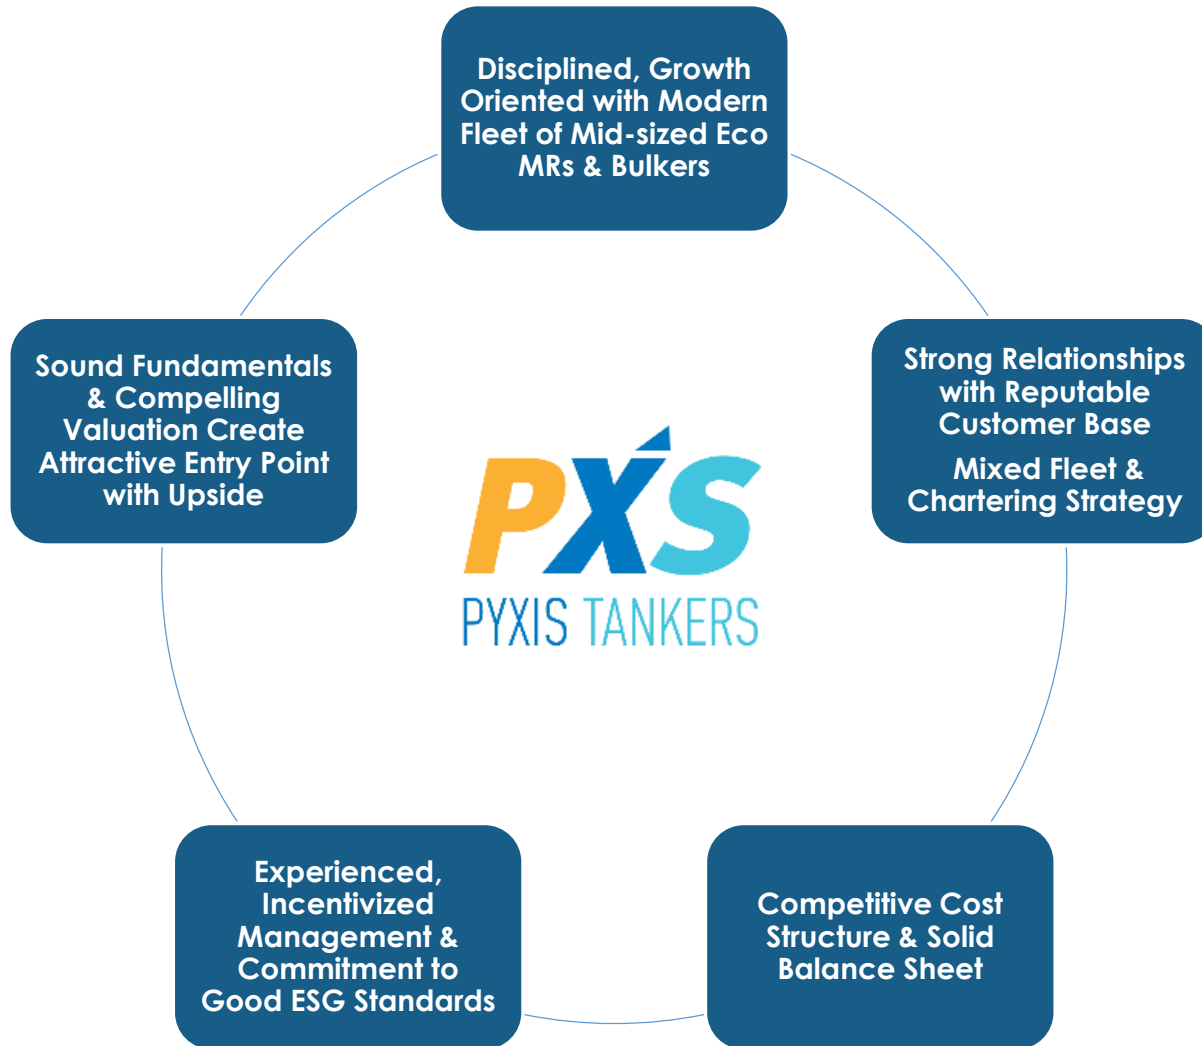 Disciplined, Growth
Oriented with Modern
Fleet of Mid-sized Eco
MRs & Bulkers
Strong Relationships
with Reputable
Customer Base
Mixed Fleet &
Chartering Strategy
Competitive Cost
Structure & Solid
Balance Sheet
Experienced,
Incentivized
Management &
Commitment to
Good ESG Standards
Sound Fundamentals
& Compelling
Valuation Create
Attractive Entry Point
with Upside
PXS
PYXIS TANKERS